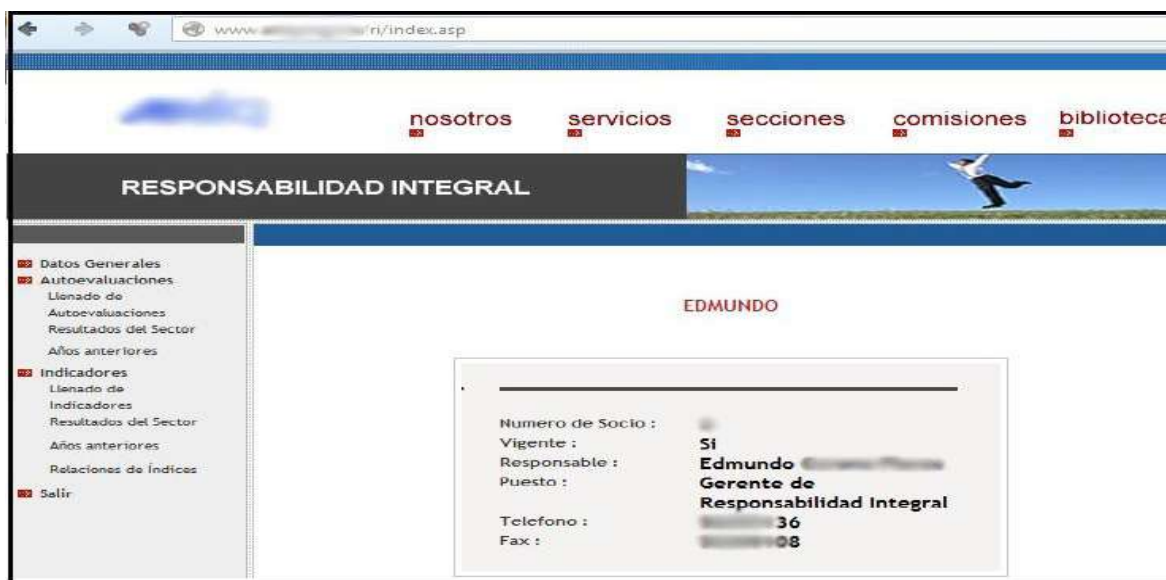 www. ri/index.asp
nosotros servicios secciones comisiones biblioteca
RESPONSABILIDAD INTEGRAL
Datos Generales
Autoevaluaciones
Llenado de
Autoevaluaciones
Resultados del Sector
Años anteriores
Indicadores
Llenado de
Indicadores
Resultados del Sector
Años anteriores
Relaciones de Índices
Salir
EDMUNDO
Numero de Socio :
Vigente : Si
Responsable : Edmundo
Puesto : Gerente de
Responsabilidad Integral
Telefono : 36
Fax : 08